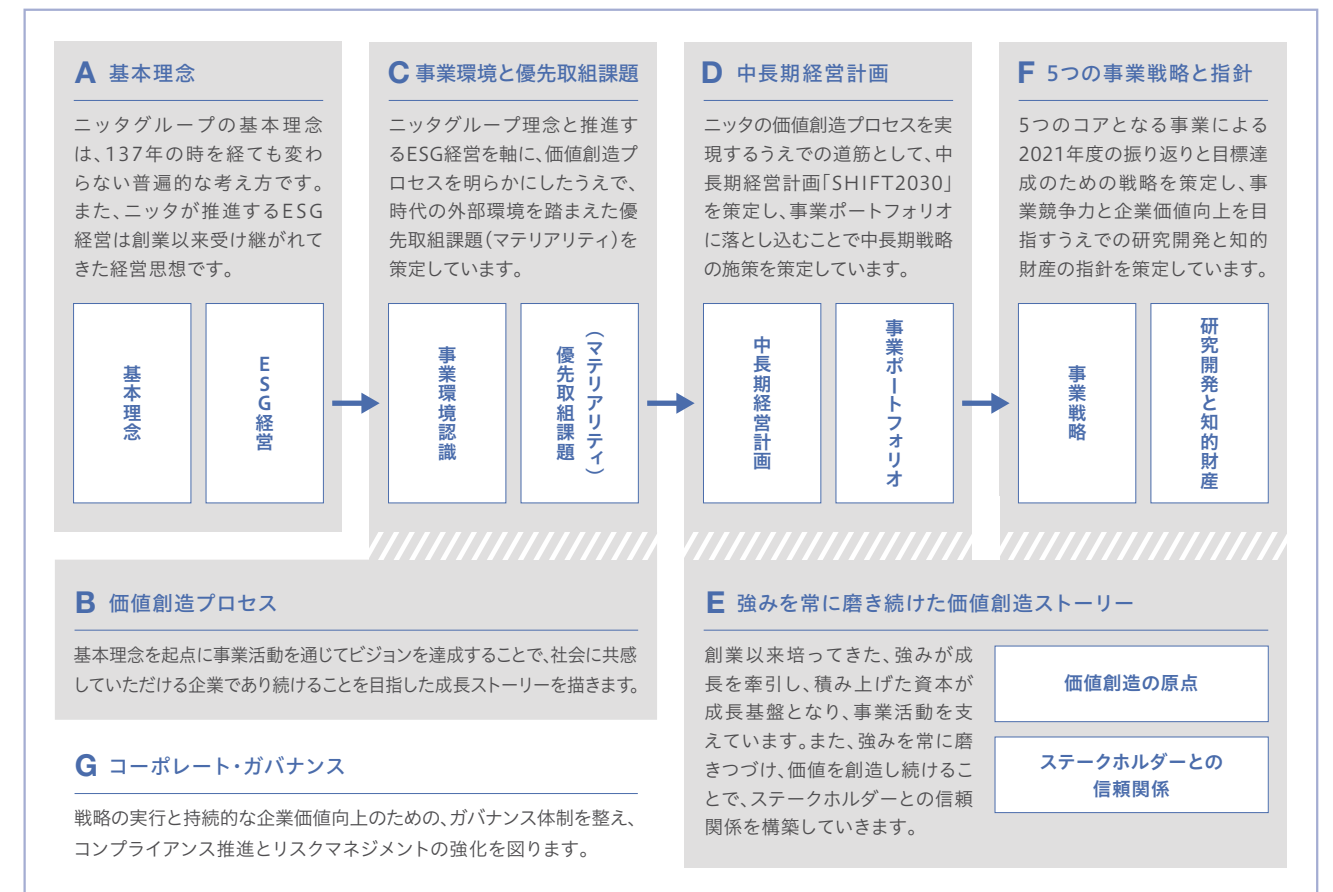 A 基本理念
ニッタグループの基本理念
は、137年の時を経ても変わ
らない普遍的な考え方です。
また、ニッタが推進するESG
経営は創業以来受け継がれて
きた経営思想です。
基本理念
ESG経営
C 事業環境と優先取組課題
ニッタグループ理念と推進す
るESG経営を軸に、価値創造プ
ロセスを明らかにしたうえで、
時代の外部環境を踏まえた優
先取組課題(マテリアリティ)を
策定しています。
事業環境認識
優先取組課題
(マテリアリティ)
D 中長期経営計画
ニッタの価値創造プロセスを実
現するうえでの道筋として、中
長期経営計画「SHIFT2030」
を策定し、事業ポートフォリオ
に落とし込むことで中長期戦略
の施策を策定しています。
中長期経営計画
事業ポートフォリオ
F 5つの事業戦略と指針
5つのコアとなる事業による
2021年度の振り返りと目標達
成のための戦略を策定し、事
業競争力と企業価値向上を目
指すうえでの研究開発と知的
財産の指針を策定しています。
事業戦略
研究開発と知的財産
B 価値創造プロセス
基本理念を起点に事業活動を通じてビジョンを達成することで、社会に共感
していただける企業であり続けることを目指した成長ストーリーを描きます。
E 強みを常に磨き続けた価値創造ストーリー
創業以来培ってきた、強みが成
長を牽引し、積み上げた資本が
成長基盤となり、事業活動を支
えています。また、強みを常に磨
きつづけ、価値を創造し続けるこ
とで、ステークホルダーとの信頼
関係を構築していきます。
価値創造の原点
ステークホルダーとの
信頼関係
G コーポレート・ガバナンス
戦略の実行と持続的な企業価値向上のための、ガバナンス体制を整え、
コンプライアンス推進とリスクマネジメントの強化を図ります。